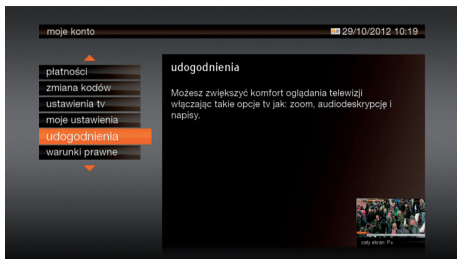 moje konto
29/10/2012 10:19
płatności
zmiana kodów
ustawienia tv
moje ustawienia
udogodnienia
warunki prawne
udogodnienia
Możesz zwiększyć komfort oglądania telewizji
włączając takie opcje tv jak: zoom, audiodeskrypcję i
napisy.
cały ekran: P+